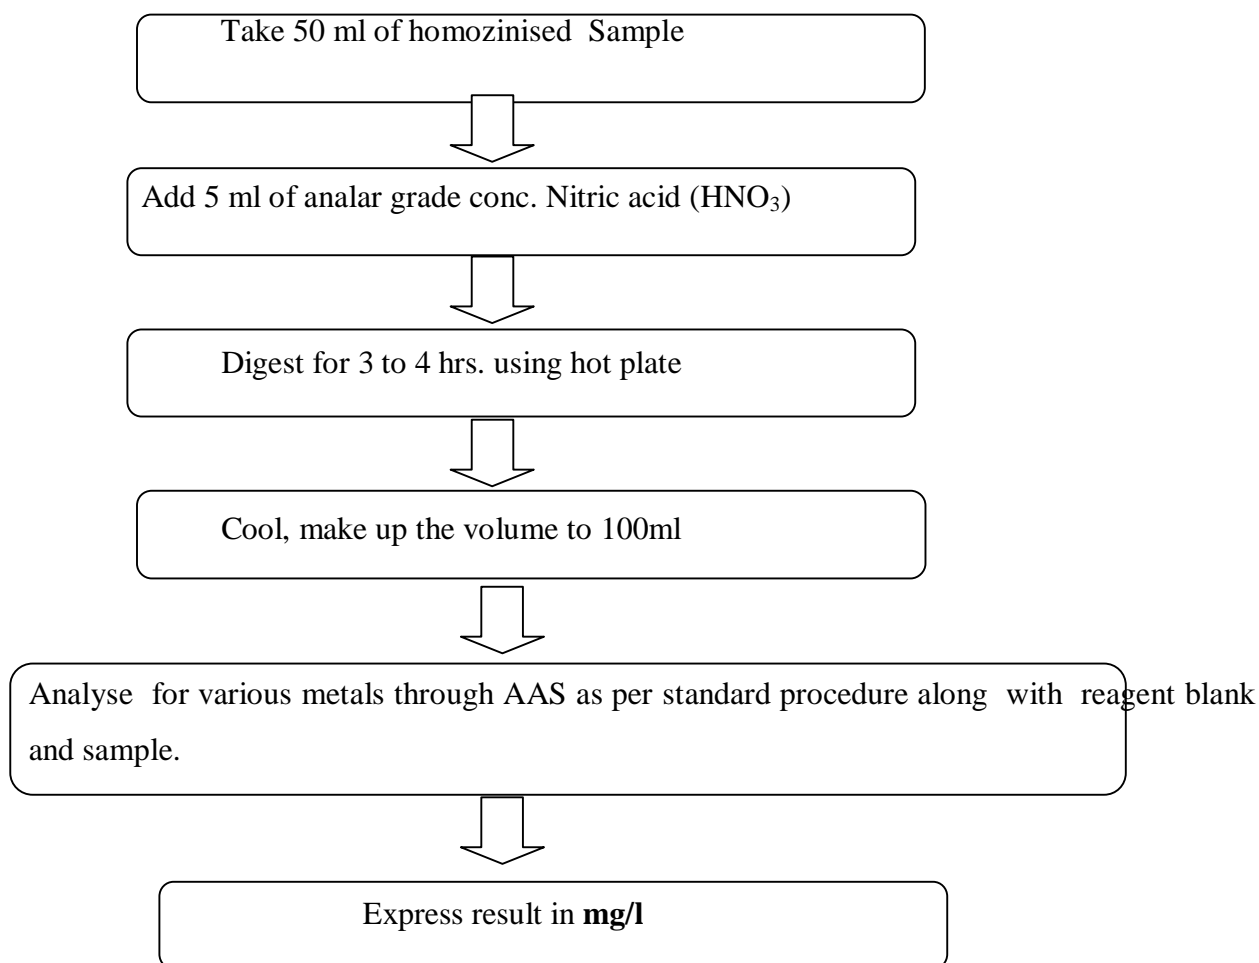 Take 50 ml of homozinised Sample
Add 5 ml of analar grade conc. Nitric acid (HNO₃)
Digest for 3 to 4 hrs. using hot plate
Cool, make up the volume to 100ml
Analyse for various metals through AAS as per standard procedure along with reagent blank
and sample.
Express result in mg/l